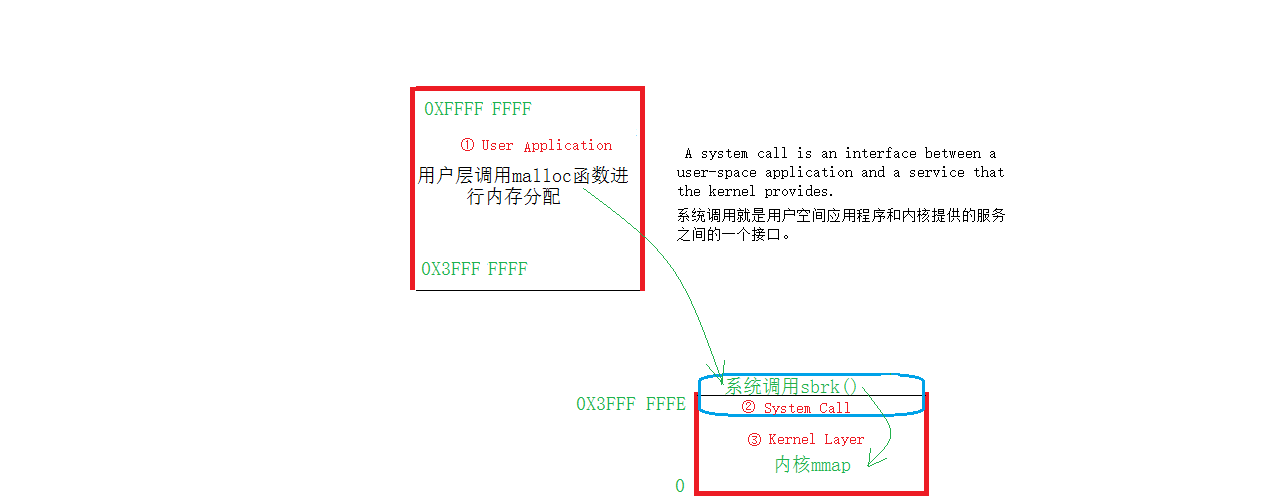 0XFFFF FFFF
① User Application
用户层调用malloc函数进
行内存分配
0X3FFF FFFF
A system call is an interface between a
user-space application and a service that
the kernel provides.
系统调用就是用户空间应用程序和内核提供的服务
之间的一个接口。
系统调用sbrk()
0X3FFF FFFE
② System Call
③ Kernel Layer
内核mmap
0